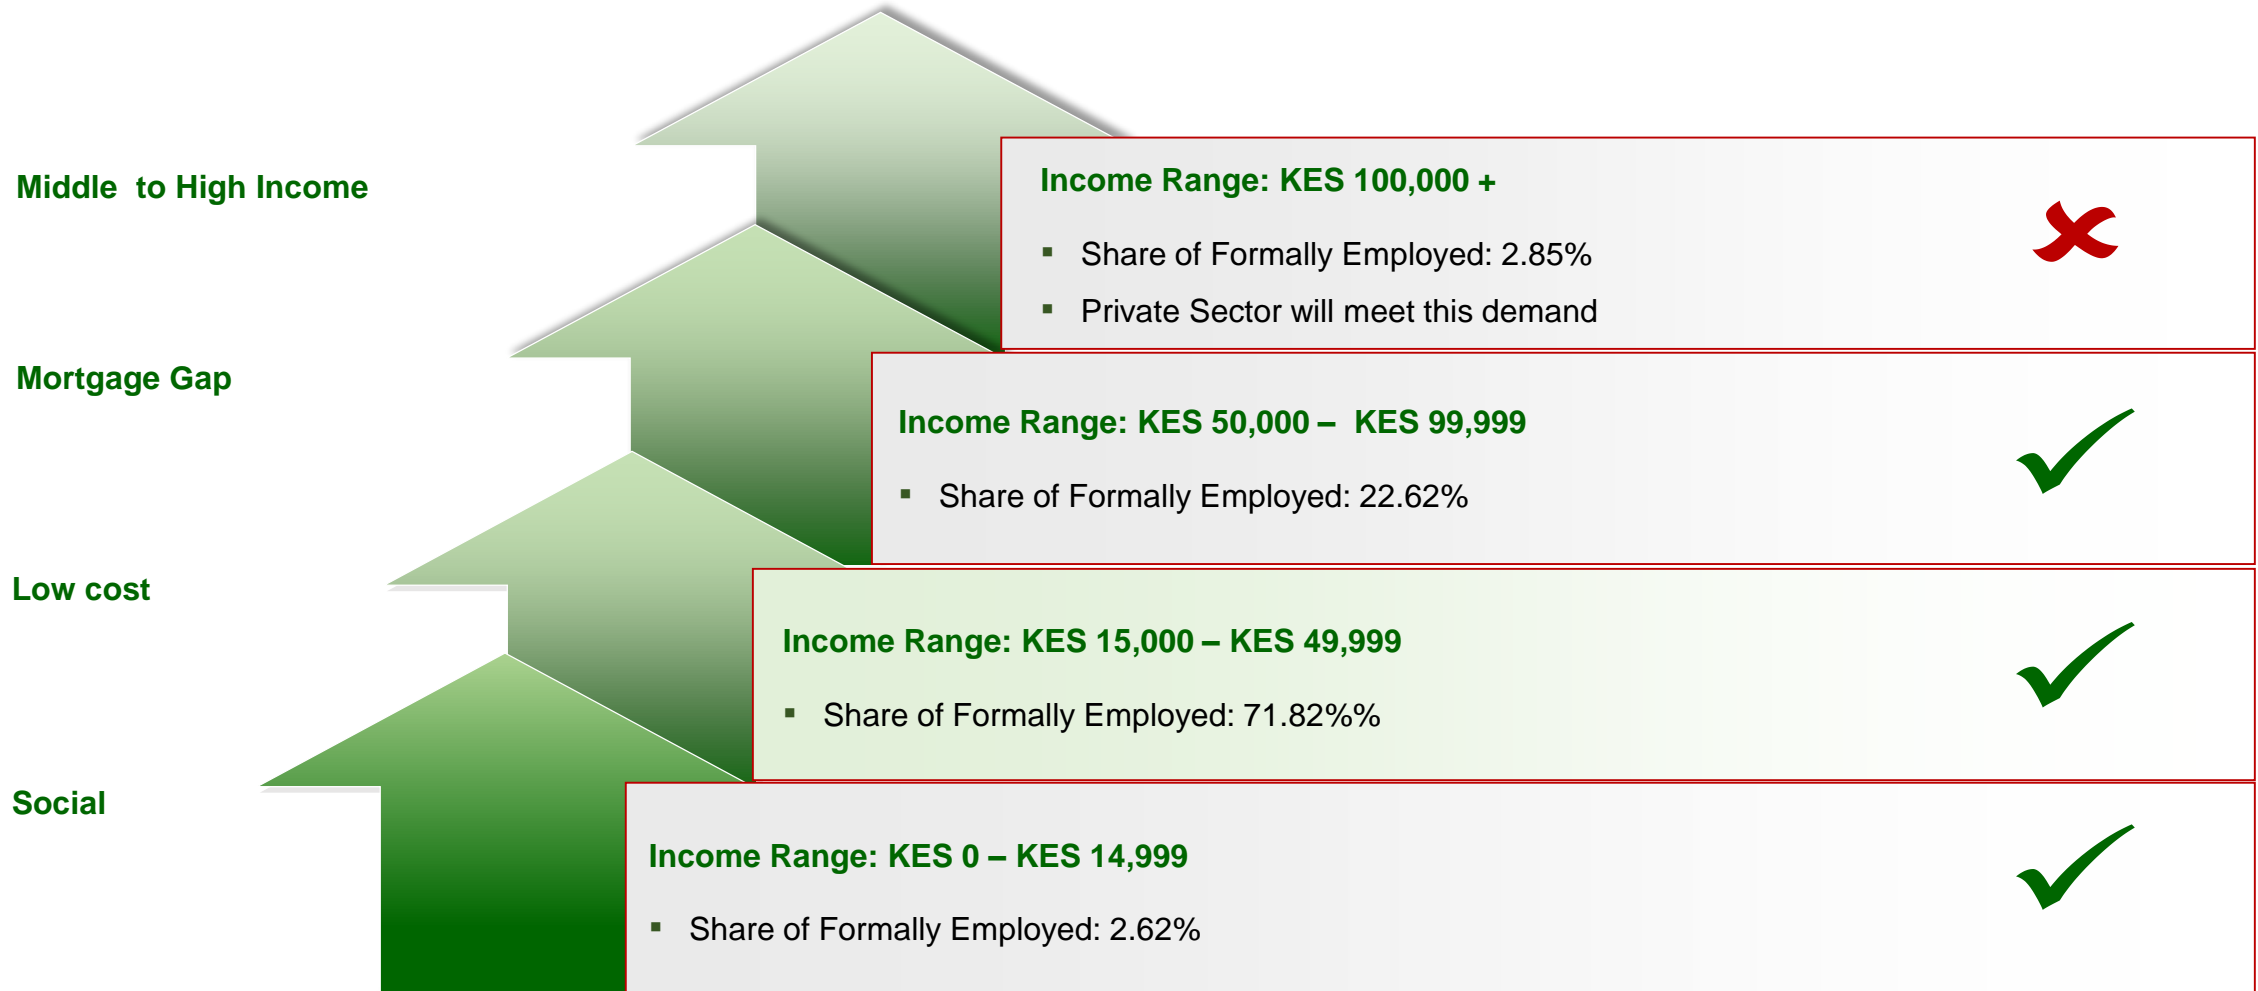 Middle to High Income
Income Range: KES 100,000 +
▪ Share of Formally Employed: 2.85%
▪ Private Sector will meet this demand
Mortgage Gap
Income Range: KES 50,000 – KES 99,999
▪ Share of Formally Employed: 22.62%
Low cost
Income Range: KES 15,000 – KES 49,999
▪ Share of Formally Employed: 71.82%%
Social
Income Range: KES 0 – KES 14,999
▪ Share of Formally Employed: 2.62%